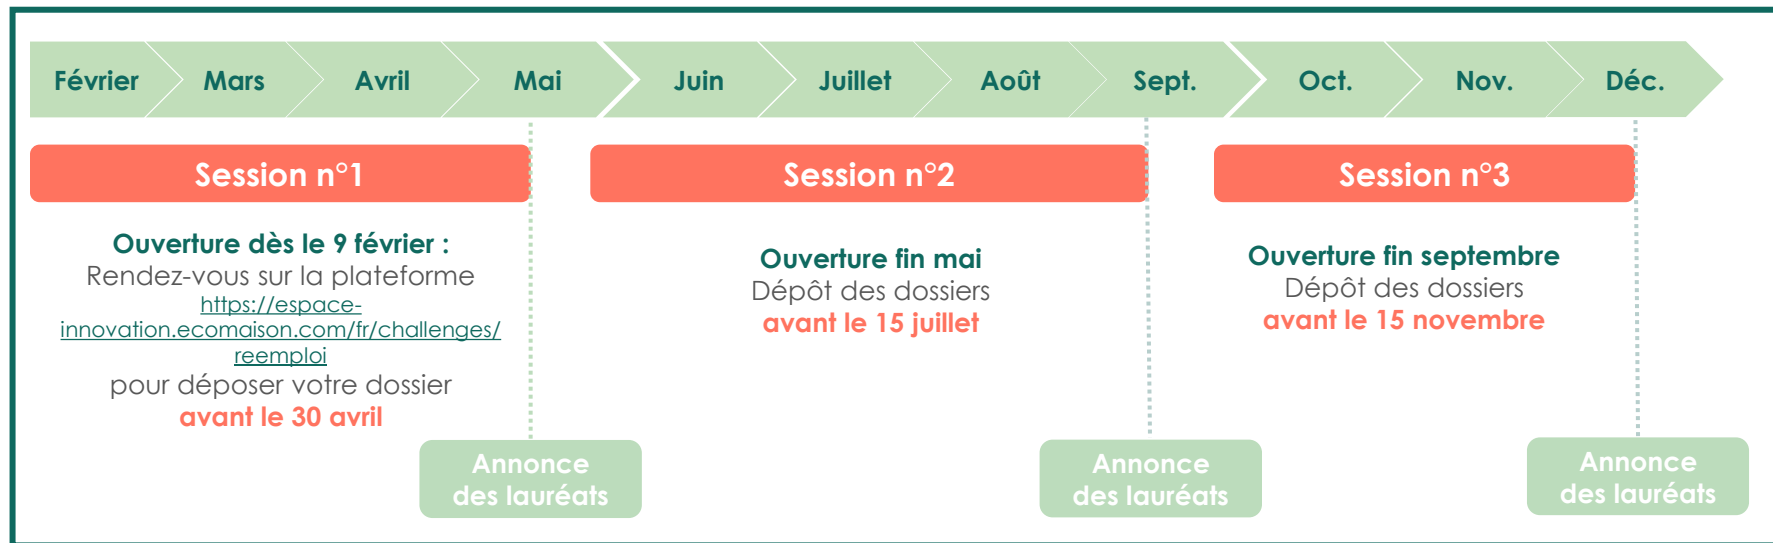 Février Mars Avril Mai Juin Juillet Août Sept. Oct. Nov. Déc.
Session n°1
Ouverture dès le 9 février :
Rendez-vous sur la plateforme
https://espace-
innovation.ecomaison.com/fr/challenges/
reemploi
pour déposer votre dossier
avant le 30 avril
Annonce
des lauréats
Session n°2
Ouverture fin mai
Dépôt des dossiers
avant le 15 juillet
Annonce
des lauréats
Session n°3
Ouverture fin septembre
Dépôt des dossiers
avant le 15 novembre
Annonce
des lauréats